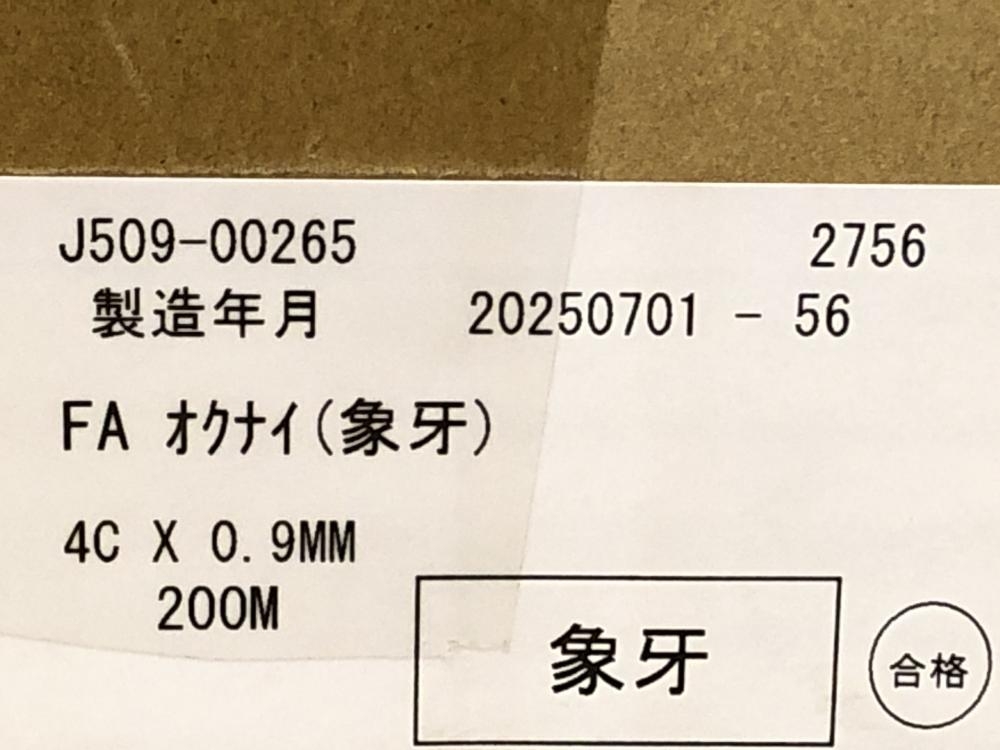 J509-00265 2756
製造年月 20250701 - 56
FA ｵｸﾅｲ(象牙)
4C X 0.9MM
200M
象牙
合格